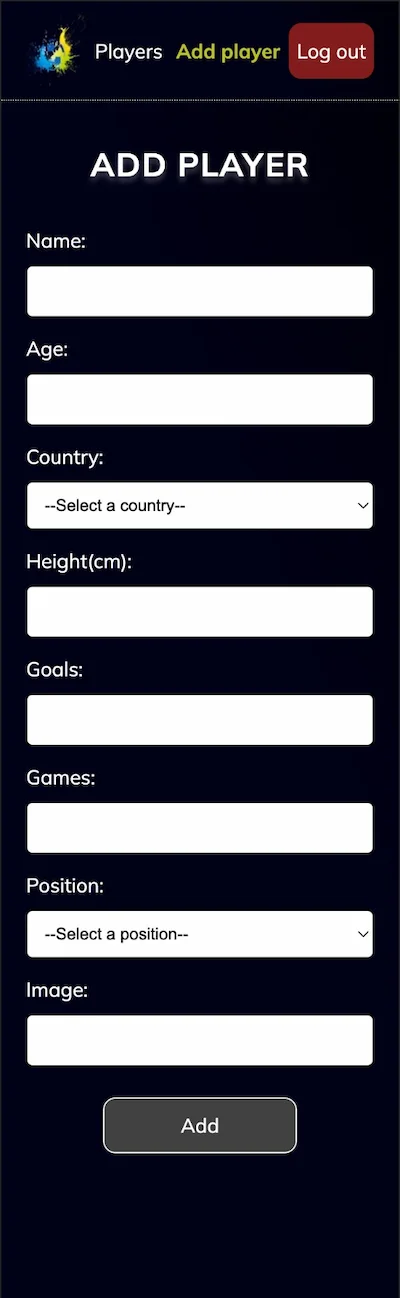 Players Add player Log out
ADD PLAYER
Name:
Age:
Country:
--Select a country--
Height(cm):
Goals:
Games:
Position:
--Select a position--
Image:
Add